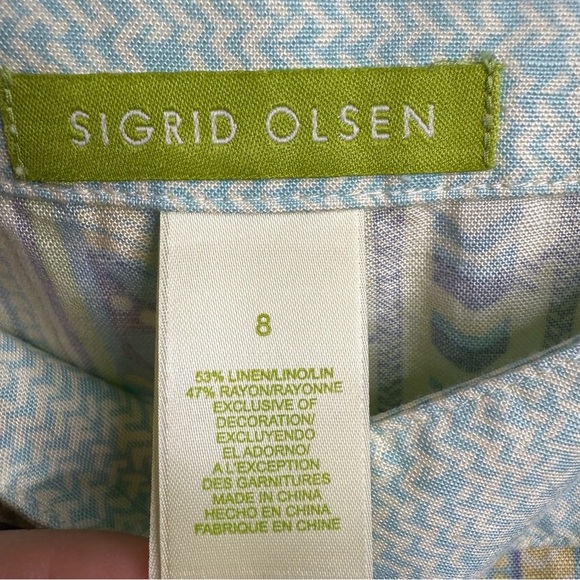 SIGRID OLSEN
8
53% LINEN/LINO/LIN
47% RAYON/RAYONNE
EXCLUSIVE OF
DECORATION/
EXCLUYENDO
EL ADORNO/
A L'EXCEPTION
DES GARNITURES
MADE IN CHINA
HECHO EN CHINA
FABRIQUE EN CHINE